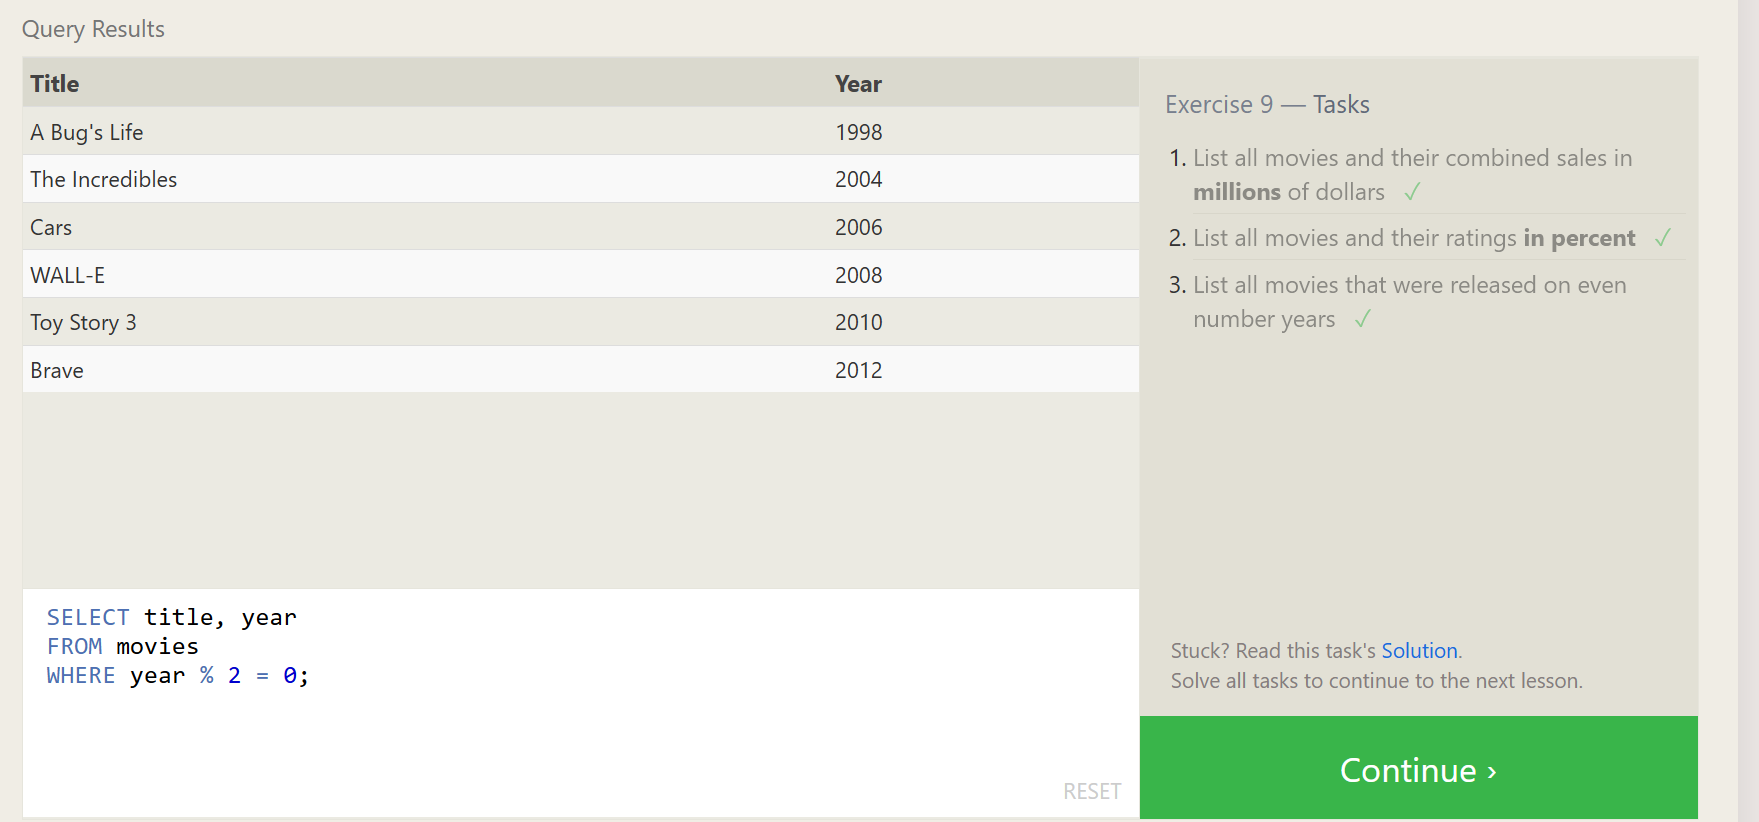 Query Results
Title Year
A Bug's Life 1998
The Incredibles 2004
Cars 2006
WALL-E 2008
Toy Story 3 2010
Brave 2012
SELECT title, year
FROM movies
WHERE year % 2 = 0;
RESET
Exercise 9 — Tasks
1. List all movies and their combined sales in
millions of dollars ✓
2. List all movies and their ratings in percent ✓
3. List all movies that were released on even
number years ✓
Stuck? Read this task's Solution.
Solve all tasks to continue to the next lesson.
Continue ›